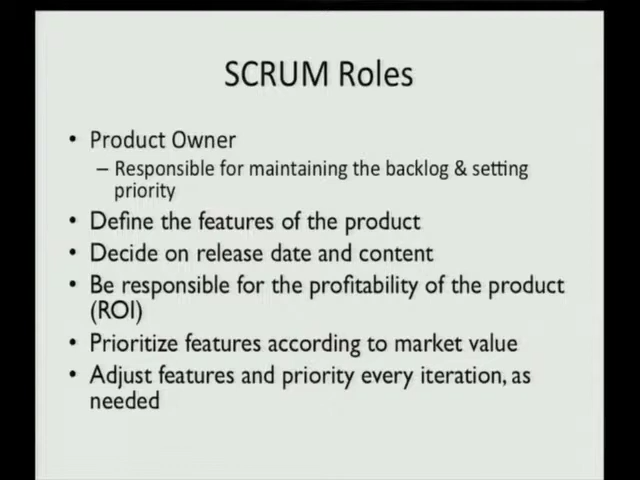 SCRUM Roles
• Product Owner
– Responsible for maintaining the backlog & setting
priority
• Define the features of the product
• Decide on release date and content
• Be responsible for the profitability of the product
(ROI)
• Prioritize features according to market value
• Adjust features and priority every iteration, as
needed